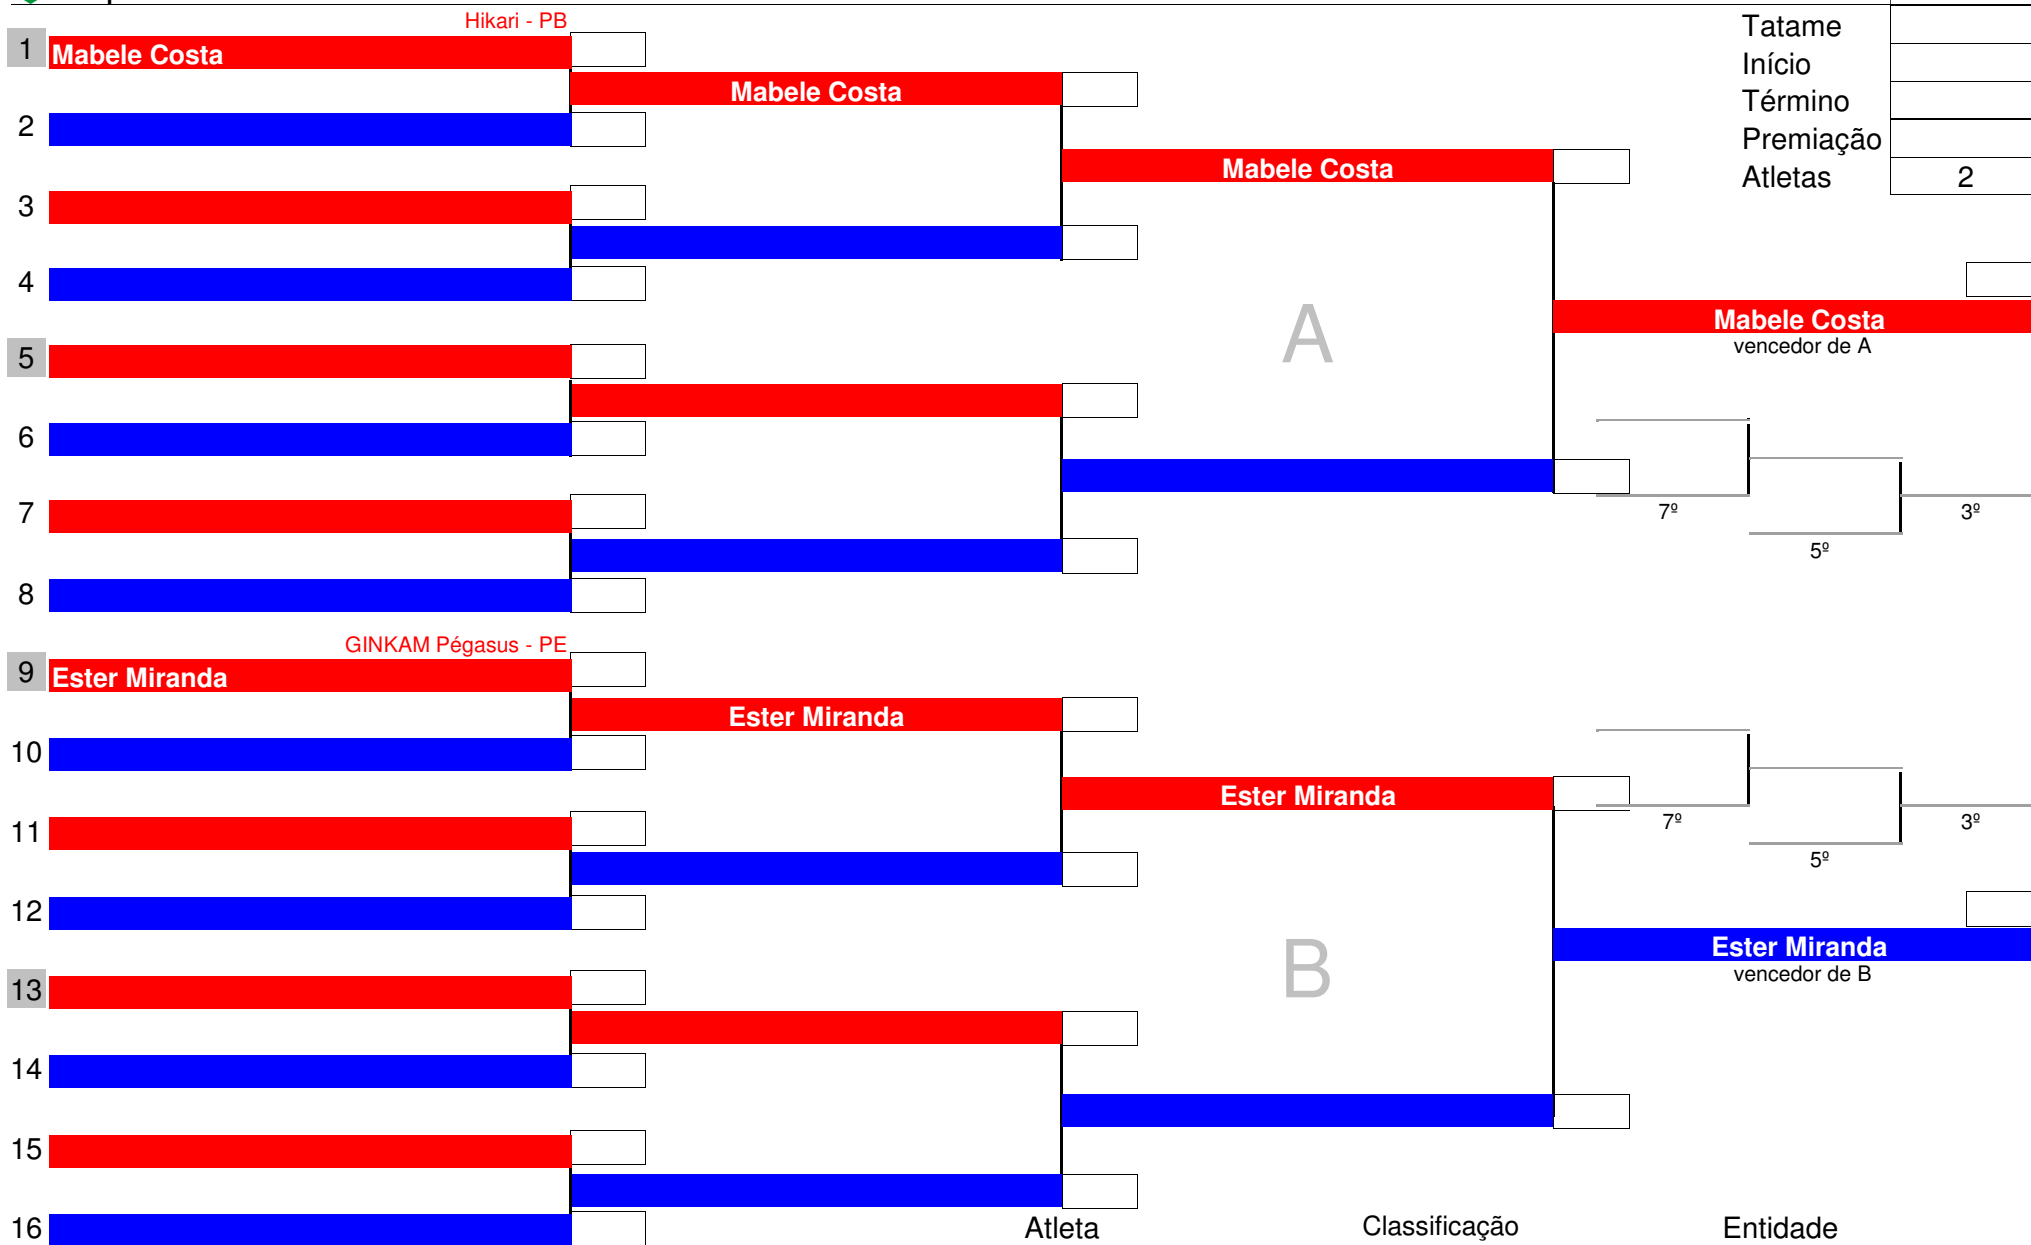 Hikari - PB
1 Mabele Costa
Mabele Costa
2
Mabele Costa
3
4
Tatame
Início
Término
Premiação
Atletas 2
A
Mabele Costa
vencedor de A
5
6
7
8
7º
3º
5º
GINKAM Pégasus - PE
9 Ester Miranda
Ester Miranda
10
Ester Miranda
11
12
7º
3º
5º
B
Ester Miranda
vencedor de B
13
14
15
16
Atleta Classificação Entidade